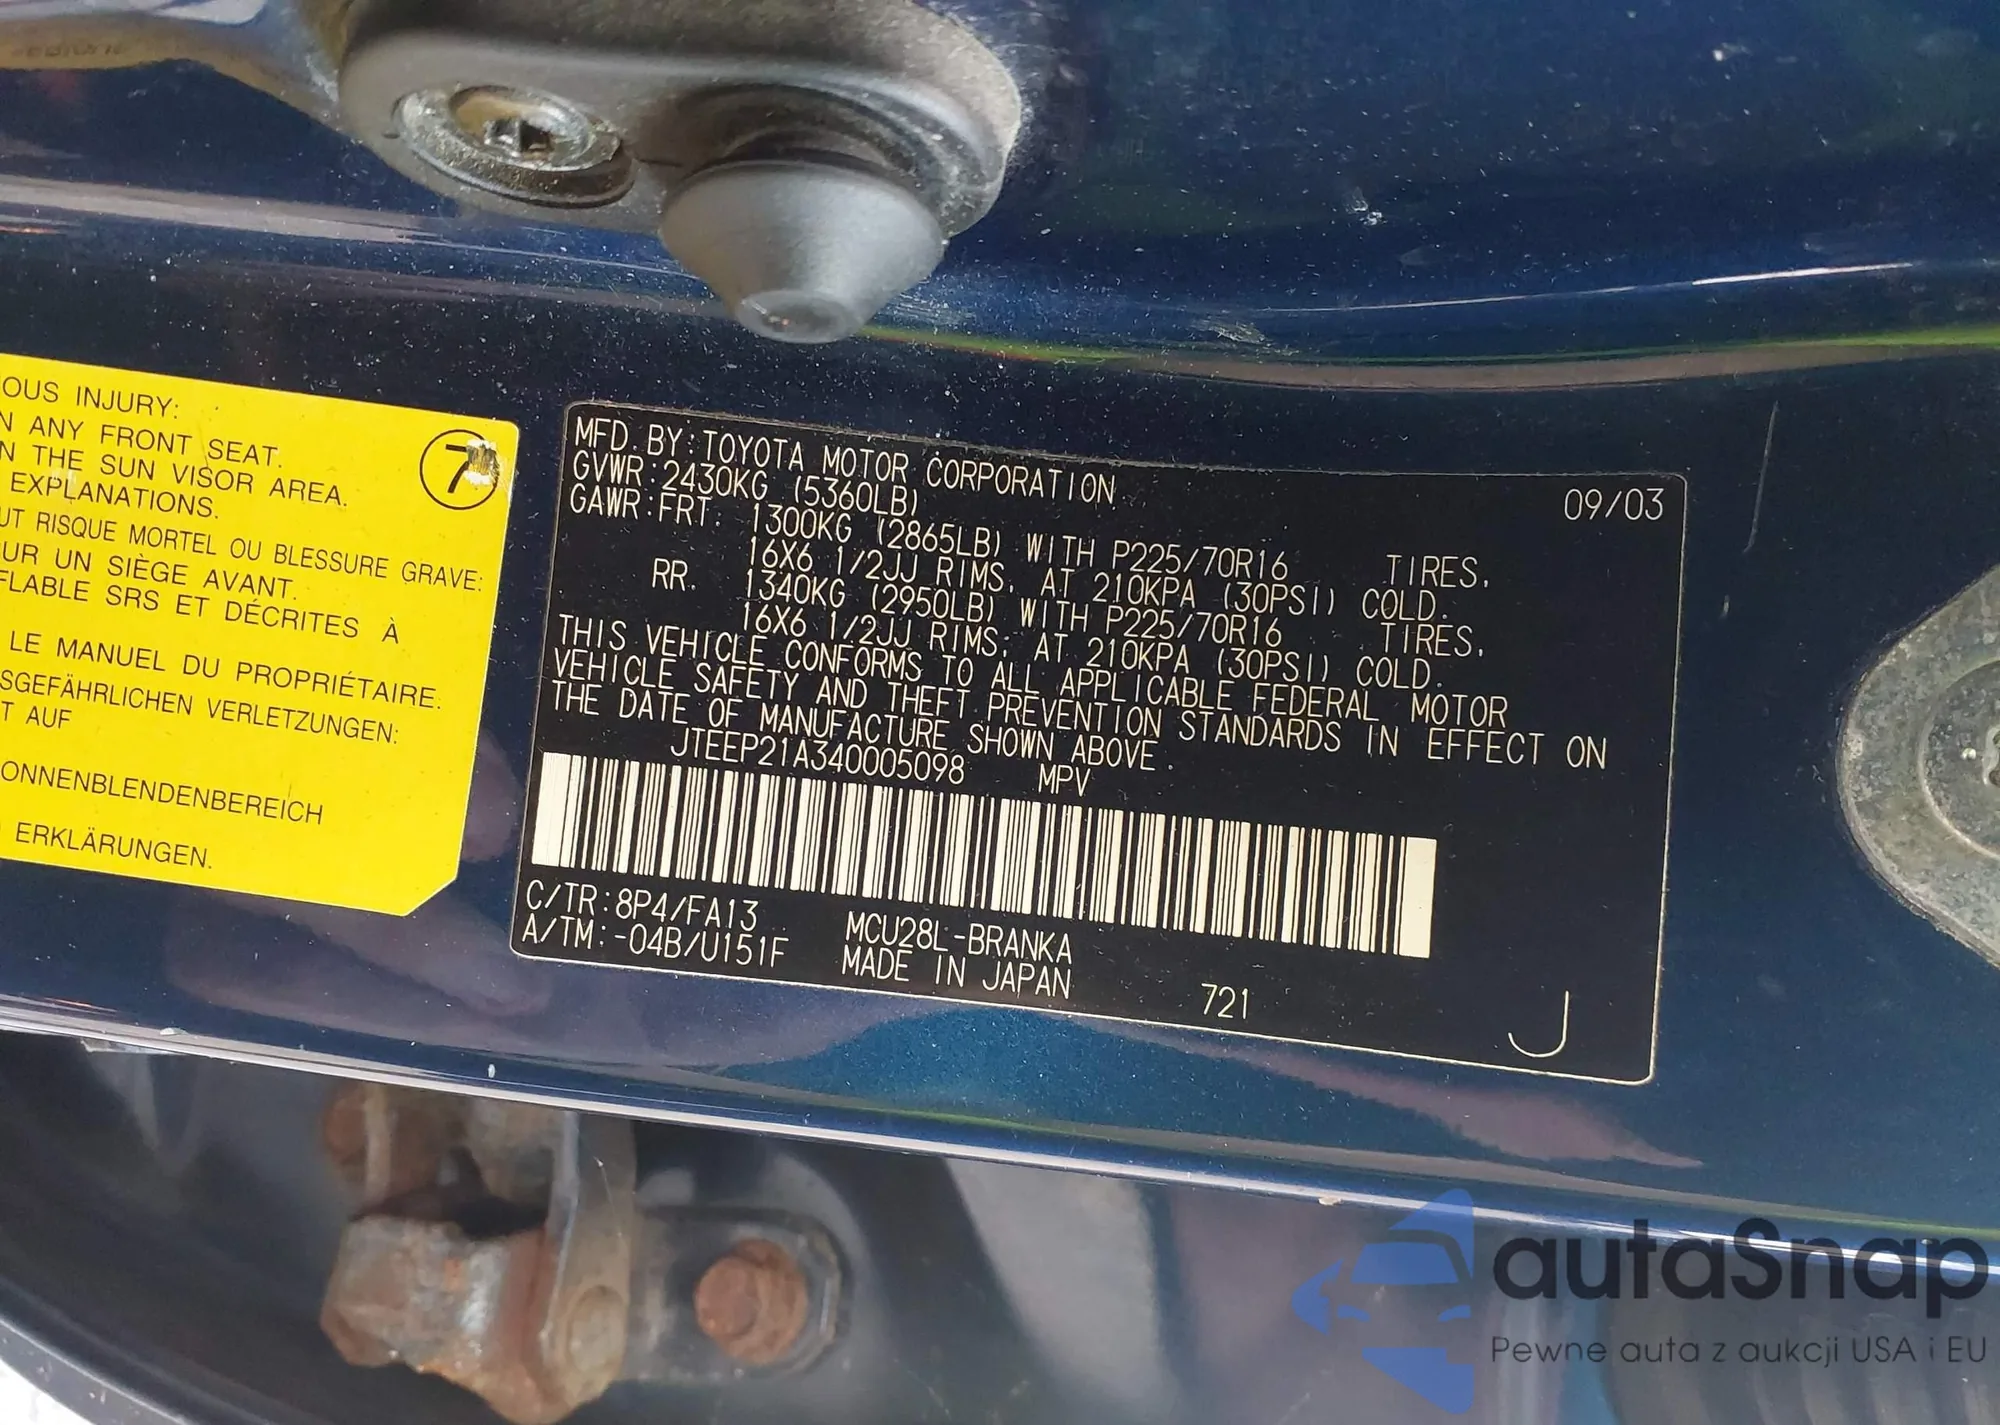 OUS INJURY:
N ANY FRONT SEAT.
N THE SUN VISOR AREA.
EXPLANATIONS.
UT RISQUE MORTEL OU BLESSURE GRAVE:
UR UN SIÈGE AVANT.
FLABLE SRS ET DÉCRITES À
LE MANUEL DU PROPRIÉTAIRE.
SGEFÄHRLICHEN VERLETZUNGEN:
T AUF
ONNENBLENDENBEREICH
ERKLÄRUNGEN.
7
MFD. BY: TOYOTA MOTOR CORPORATION 09/03
GVWR: 2430KG (5360LB)
GAWR: FRT. 1300KG (2865LB) WITH P225/70R16 TIRES,
16X6 1/2JJ RIMS, AT 210KPA (30PSI) COLD.
RR. 1340KG (2950LB) WITH P225/70R16 TIRES,
16X6 1/2JJ RIMS, AT 210KPA (30PSI) COLD.
THIS VEHICLE CONFORMS TO ALL APPLICABLE FEDERAL MOTOR
VEHICLE SAFETY AND THEFT PREVENTION STANDARDS IN EFFECT ON
THE DATE OF MANUFACTURE SHOWN ABOVE.
JTEEP21A340005098 MPV
C/TR: 8P4/FA13 MCU28L-BRANKA
A/TM: -04B/U151F MADE IN JAPAN
721 J
autaSnap
Pewne auta z aukcji USA i EU